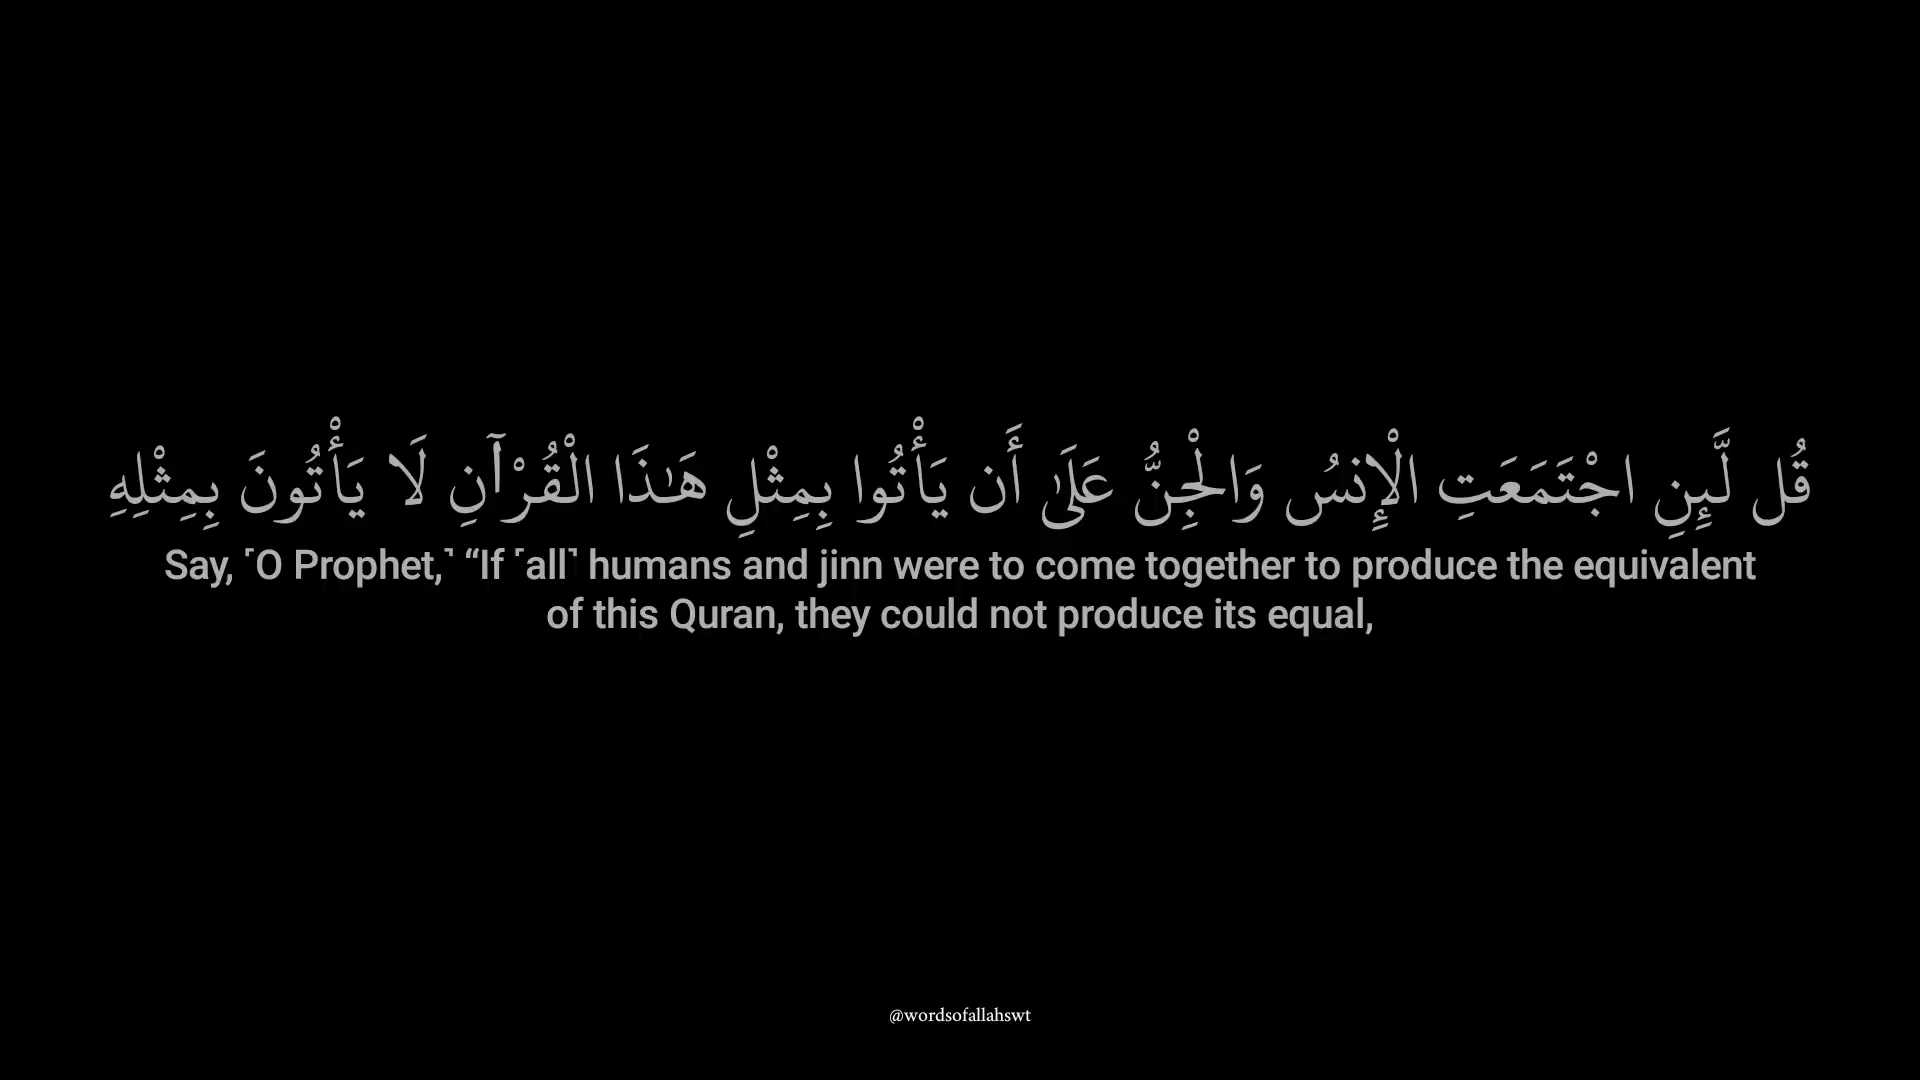 قُل لَّئِنِ اجْتَمَعَتِ الْإِنسُ وَالْجِنُّ عَلَىٰ أَن يَأْتُوا بِمِثْلِ هَـٰذَا الْقُرْآنِ لَا يَأْتُونَ بِمِثْلِهِ
Say, ˹O Prophet,˺ “If ˹all˺ humans and jinn were to come together to produce the equivalent
of this Quran, they could not produce its equal,
@wordsofallahswt